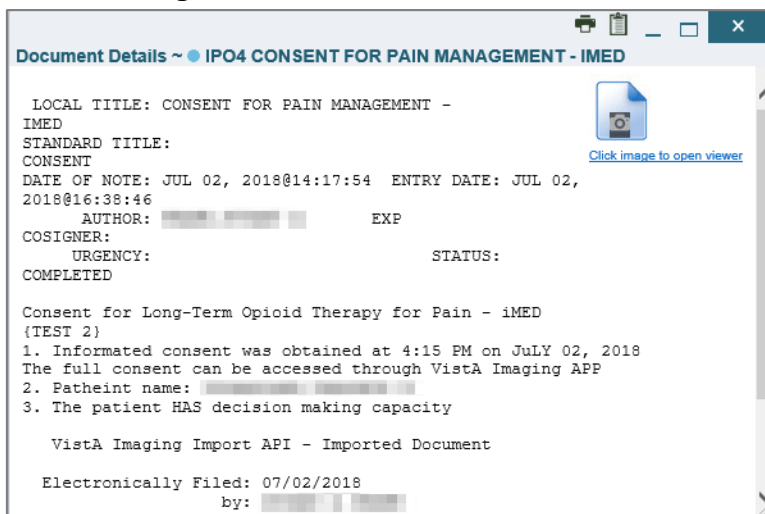 Document Details ~ IPO4 CONSENT FOR PAIN MANAGEMENT - IMED
LOCAL TITLE: CONSENT FOR PAIN MANAGEMENT -
IMED
STANDARD TITLE:
CONSENT
Click image to open viewer
DATE OF NOTE: JUL 02, 2018@14:17:54 ENTRY DATE: JUL 02,
2018@16:38:46
AUTHOR: EXP
COSIGNER:
URGENCY: STATUS:
COMPLETED
Consent for Long-Term Opioid Therapy for Pain - iMED
{TEST 2}
1. Informated consent was obtained at 4:15 PM on JuLY 02, 2018
The full consent can be accessed through VistA Imaging APP
2. Patheint name:
3. The patient HAS decision making capacity
VistA Imaging Import API - Imported Document
Electronically Filed: 07/02/2018
by: